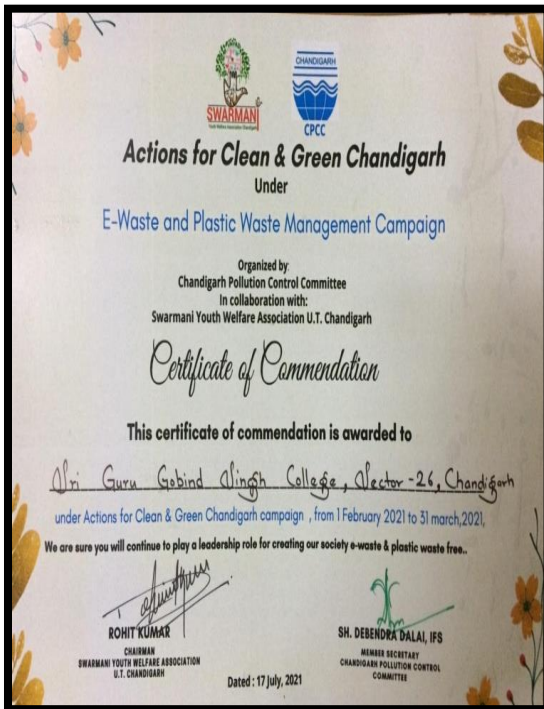 SWARMANI
Youth Welfare Association Chandigarh
CHANDIGARH
CPCC
Actions for Clean & Green Chandigarh
Under
E-Waste and Plastic Waste Management Campaign
Organized by:
Chandigarh Pollution Control Committee
In collaboration with:
Swarmani Youth Welfare Association U.T. Chandigarh
Certificate of Commendation
This certificate of commendation is awarded to
Sri Guru Gobind Singh College, Sector-26, Chandigarh
under Actions for Clean & Green Chandigarh campaign , from 1 February 2021 to 31 march,2021,
We are sure you will continue to play a leadership role for creating our society e-waste & plastic waste free..
ROHIT KUMAR
CHAIRMAN
SWARMANI YOUTH WELFARE ASSOCIATION
U.T. CHANDIGARH
SH. DEBENDRA DALAI, IFS
MEMBER SECRETARY
CHANDIGARH POLLUTION CONTROL
COMMITTEE
Dated : 17 July, 2021